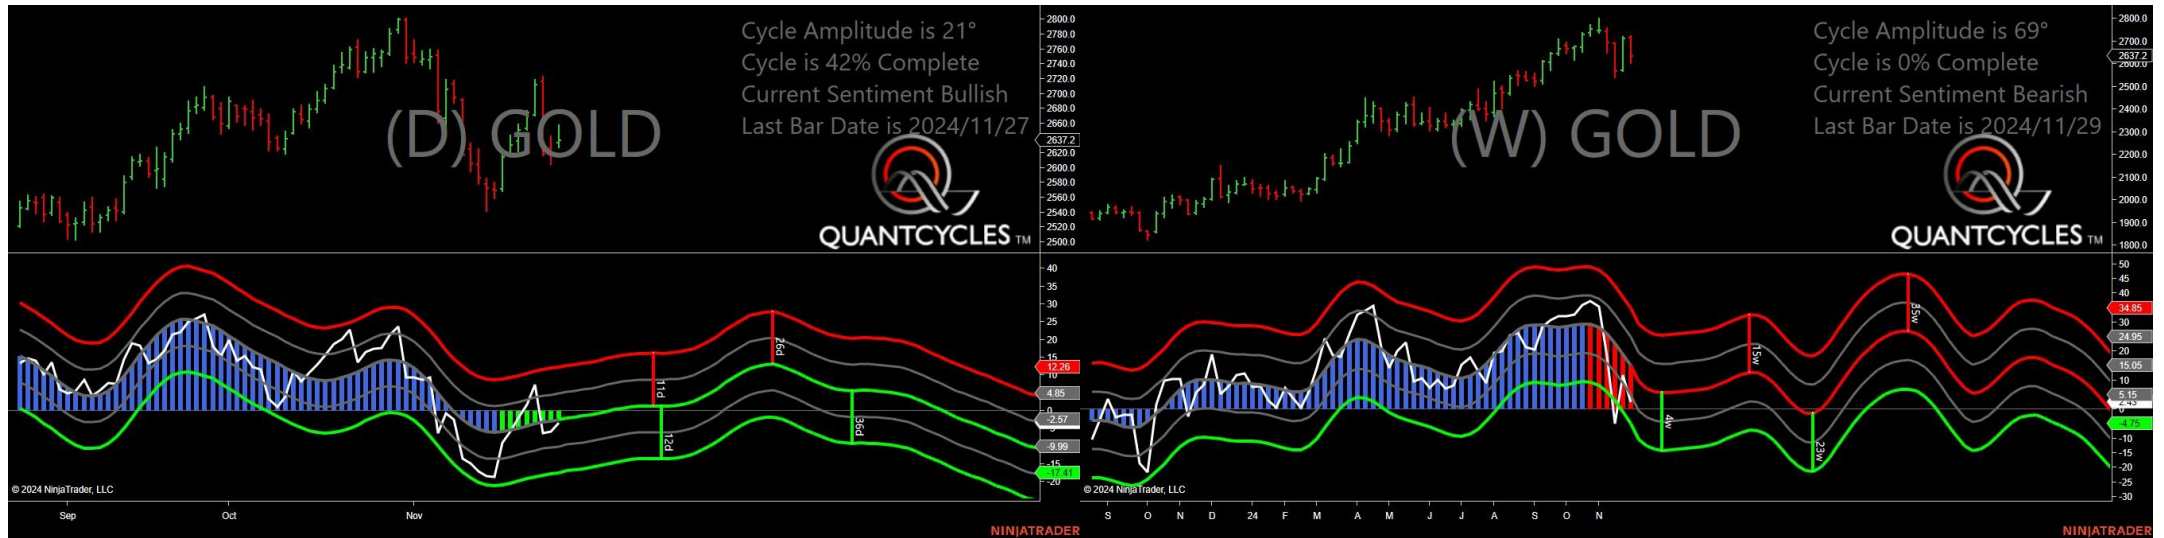 Cycle Amplitude is 21°
Cycle is 42% Complete
Current Sentiment Bullish
Last Bar Date is 2024/11/27
(D) GOLD
QUANTCYCLES TM
2800.0
2780.0
2760.0
2740.0
2720.0
2700.0
2680.0
2660.0
2637.2
2620.0
2600.0
2580.0
2560.0
2540.0
2520.0
2500.0
40
35
30
25
20
15
12.26
10
4.85
0
-2.57
-9.99
-15
-17.41
-20
11d
12d
26d
36d
© 2024 NinjaTrader, LLC
Sep
Oct
Nov
NINJATRADER
Cycle Amplitude is 69°
Cycle is 0% Complete
Current Sentiment Bearish
Last Bar Date is 2024/11/29
(W) GOLD
QUANTCYCLES TM
2800.0
2700.0
2637.2
2600.0
2500.0
2400.0
2300.0
2200.0
2100.0
2000.0
1900.0
1800.0
50
40
34.85
30
24.95
20
15.05
10
5.15
2.43
-4.75
-10
-15
-20
-25
-30
4w
15w
23w
35w
© 2024 NinjaTrader, LLC
S
O
N
D
24
F
M
A
M
J
J
A
S
O
N
NINJATRADER